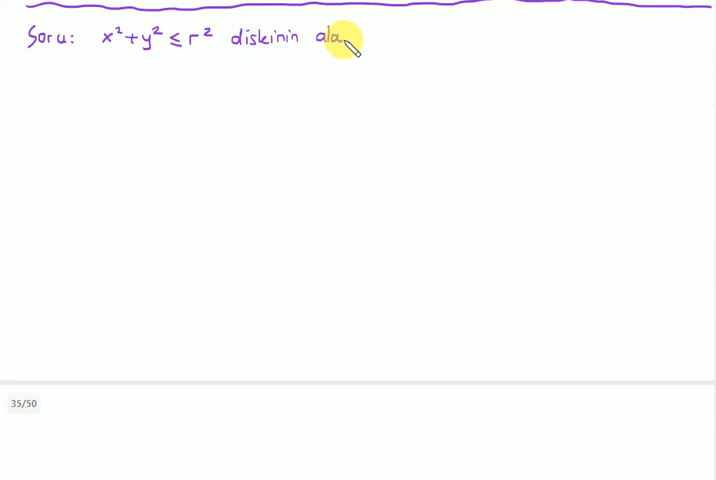 Soru: x² + y² ≤ r² diskinin ala
35/50